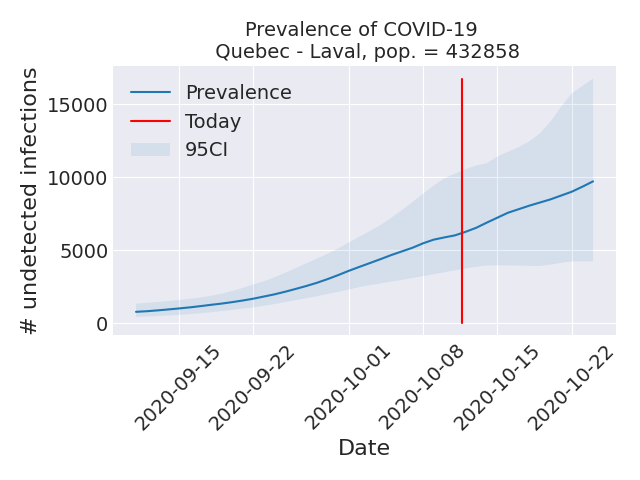 Prevalence of COVID-19
Quebec - Laval, pop. = 432858
# undetected infections
15000
10000
5000
0
Prevalence
Today
95CI
2020-09-15
2020-09-22
2020-10-01
2020-10-08
2020-10-15
2020-10-22
Date